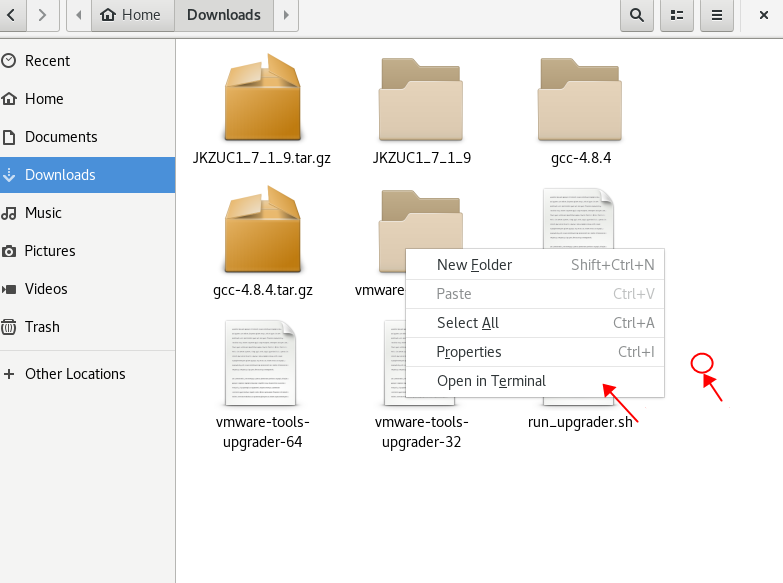 Home
Downloads
Recent
Home
Documents
Downloads
Music
Pictures
Videos
Trash
Other Locations
JKZUC1_7_1_9.tar.gz
JKZUC1_7_1_9
gcc-4.8.4
gcc-4.8.4.tar.gz
vmware-
vmware-tools-
upgrader-64
vmware-tools-
upgrader-32
run_upgrader.sh
New Folder Shift+Ctrl+N
Paste Ctrl+V
Select All Ctrl+A
Properties Ctrl+I
Open in Terminal